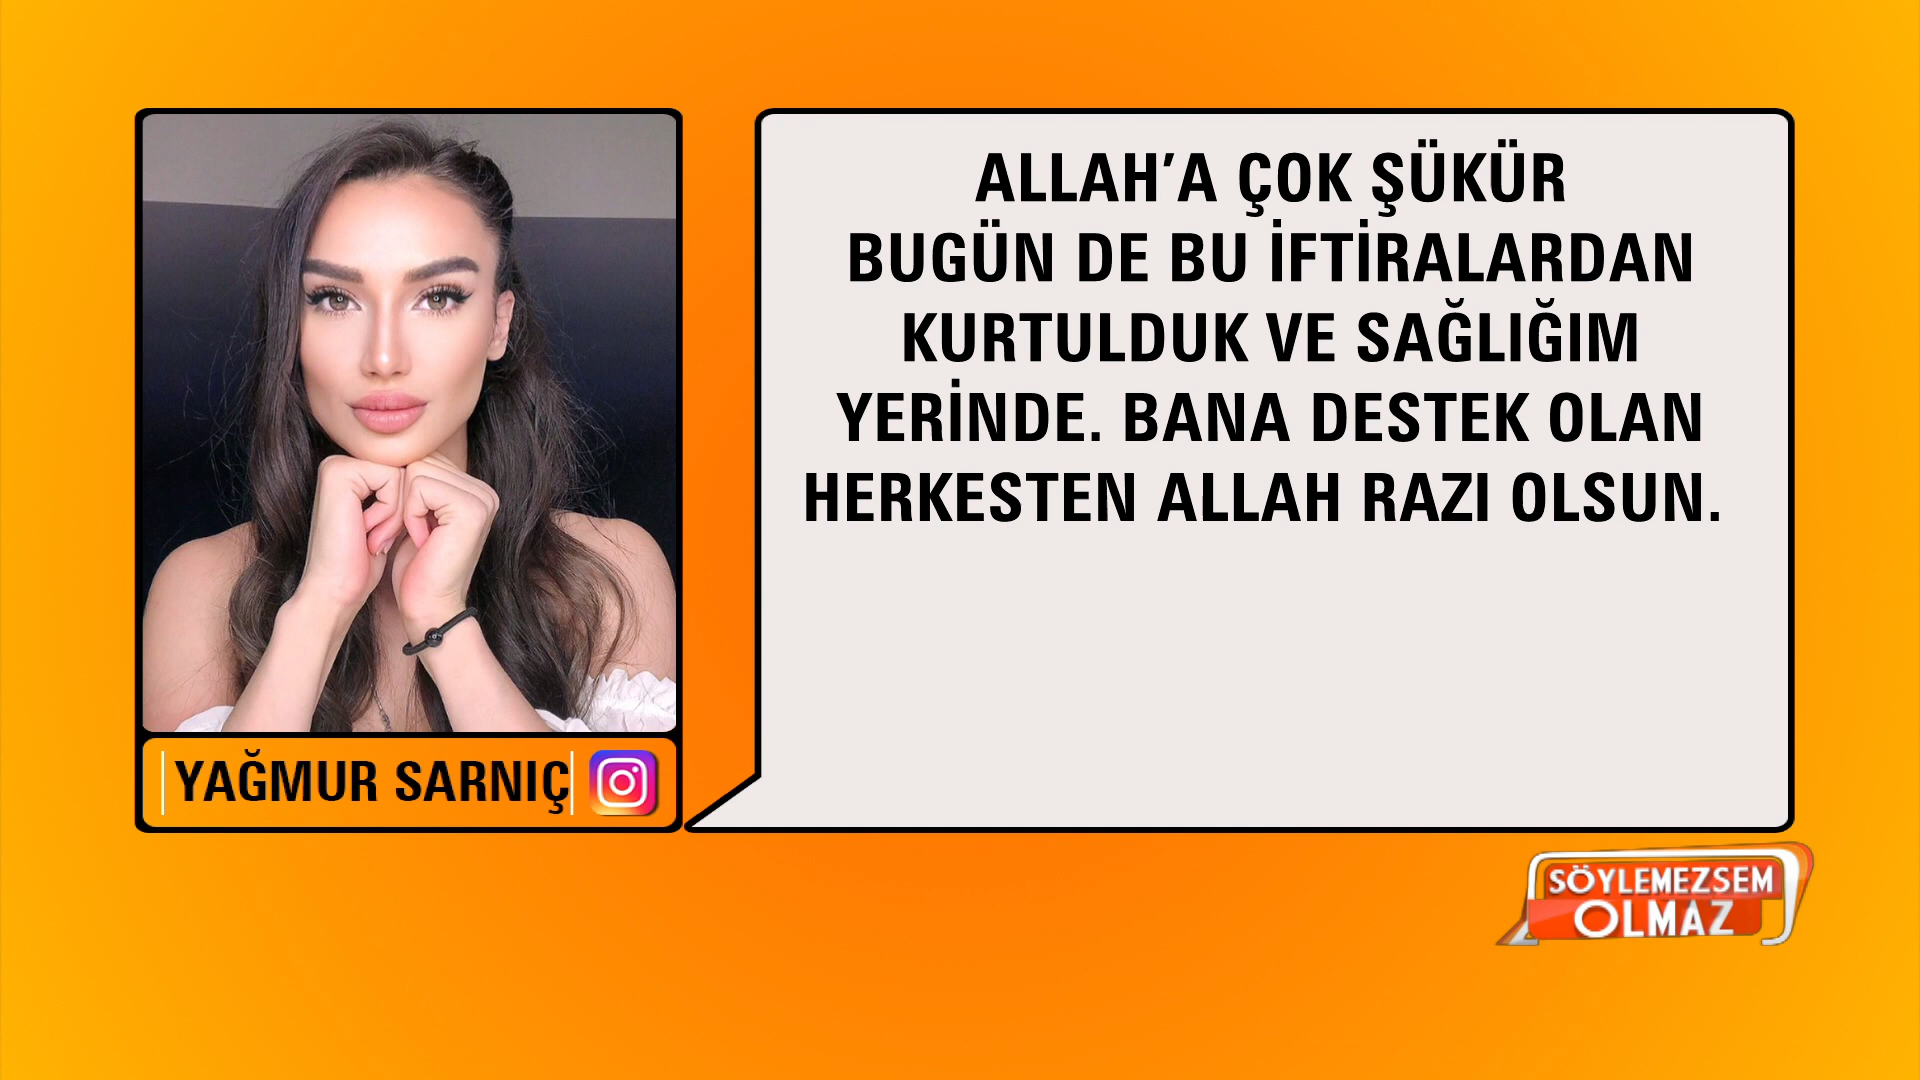 ALLAH’A ÇOK ŞÜKÜR
BUGÜN DE BU İFTİRALARDAN
KURTULDUK VE SAĞLIĞIM
YERİNDE. BANA DESTEK OLAN
HERKESTEN ALLAH RAZI OLSUN.
YAĞMUR SARNIÇ
SÖYLEMEZSEM
OLMAZ